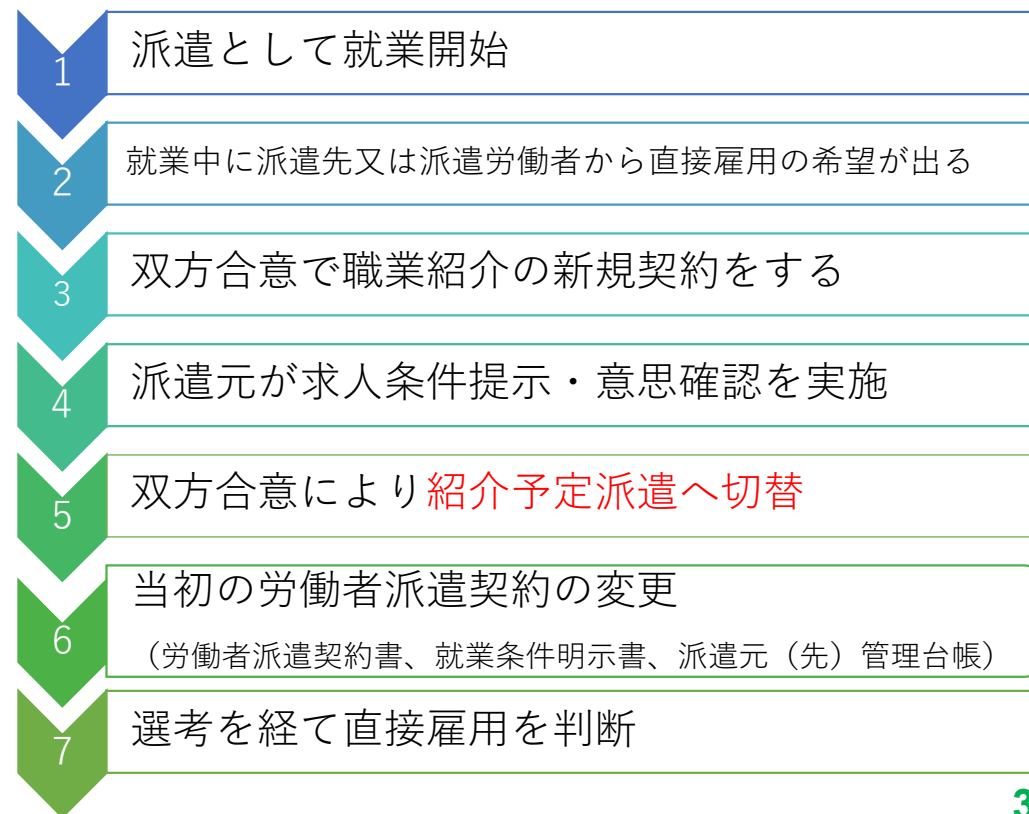 1
派遣として就業開始
2
就業中に派遣先又は派遣労働者から直接雇用の希望が出る
3
双方合意で職業紹介の新規契約をする
4
派遣元が求人条件提示・意思確認を実施
5
双方合意により紹介予定派遣へ切替
6
当初の労働者派遣契約の変更
（労働者派遣契約書、就業条件明示書、派遣元（先）管理台帳）
7
選考を経て直接雇用を判断
3